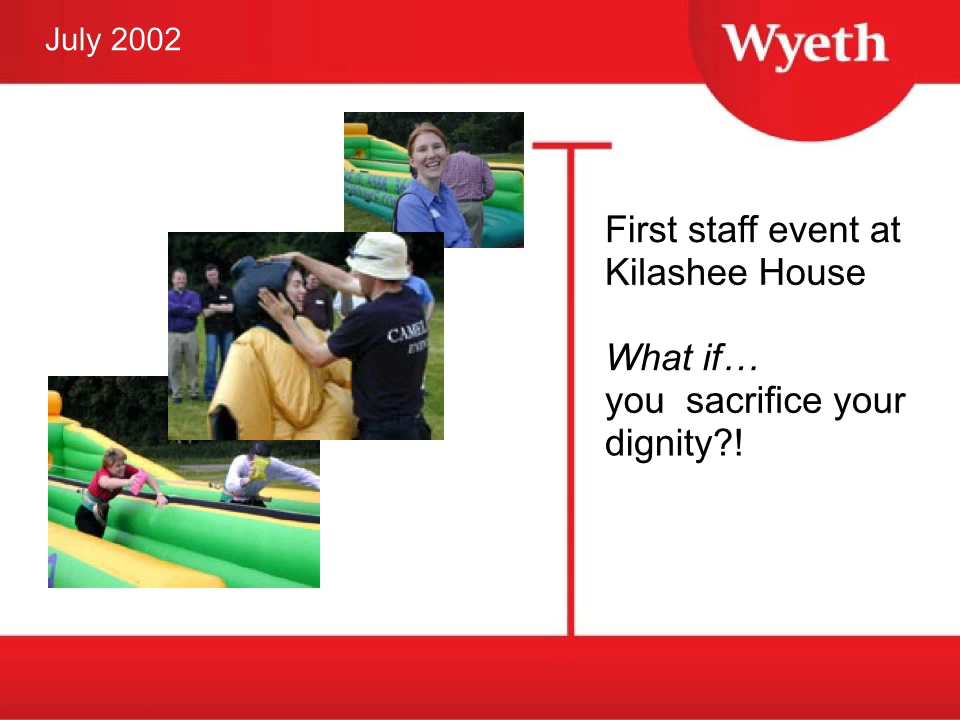 July 2002
Wyeth
First staff event at
Kilashee House
What if…
you  sacrifice your
dignity?!